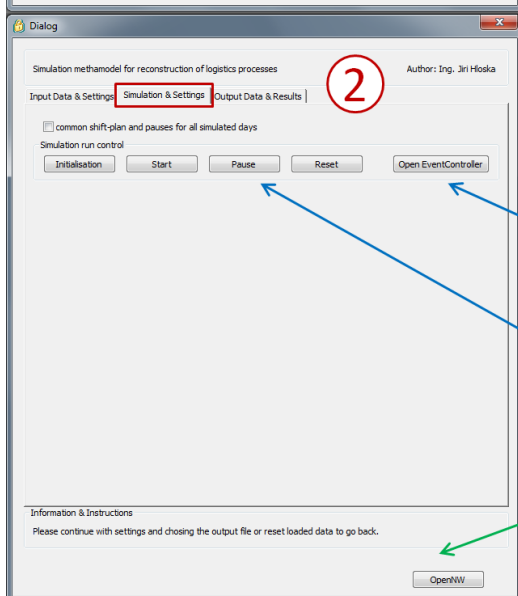 Dialog
Simulation methamodel for reconstruction of logistics processes Author: Ing. Jiri Hloska
2
Input Data & Settings Simulation & Settings Output Data & Results
common shift-plan and pauses for all simulated days
Simulation run control
Initialisation Start Pause Reset Open EventController
Information & Instructions
Please continue with settings and chosing the output file or reset loaded data to go back.
OpenNW